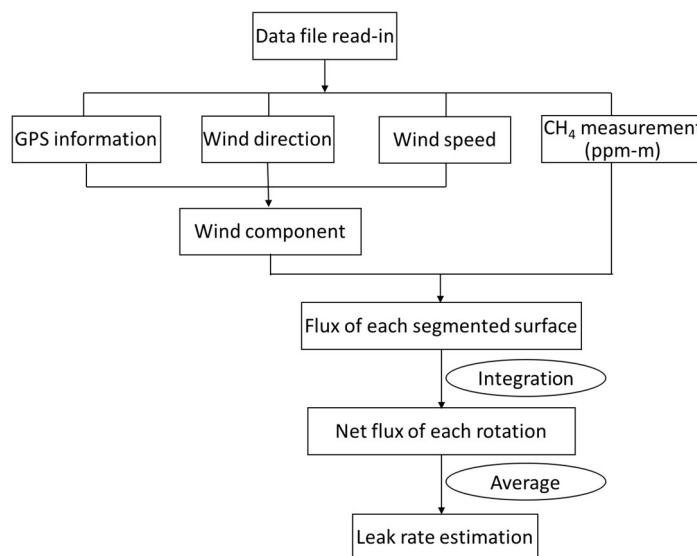 Data file read-in
GPS information
Wind direction
Wind speed
CH₄ measurement
(ppm-m)
Wind component
Flux of each segmented surface
Integration
Net flux of each rotation
Average
Leak rate estimation